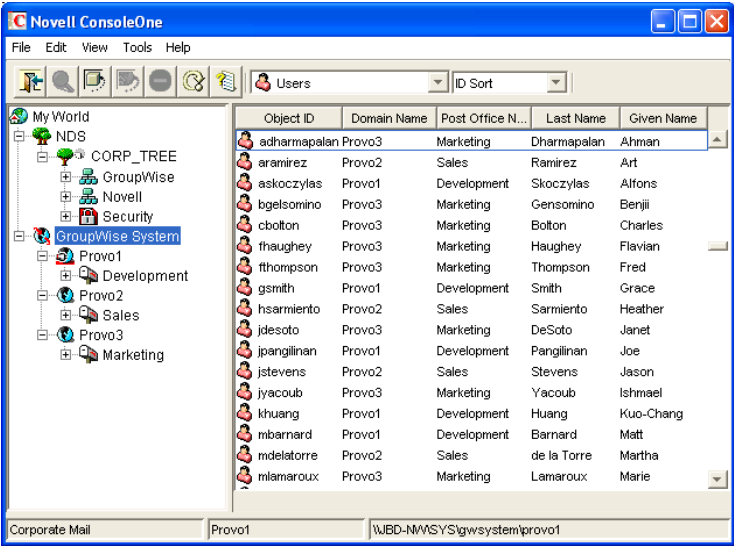 Novell ConsoleOne
File Edit View Tools Help
Users ID Sort
My World
NDS
CORP_TREE
GroupWise
Novell
Security
GroupWise System
Provo1
Development
Provo2
Sales
Provo3
Marketing
Object ID Domain Name Post Office N... Last Name Given Name
adharmapalan Provo3 Marketing Dharmapalan Ahman
aramirez Provo2 Sales Ramirez Art
askoczylas Provo1 Development Skoczylas Alfons
bgelsomino Provo3 Marketing Gensomino Benjii
cbolton Provo3 Marketing Bolton Charles
fhaughey Provo3 Marketing Haughey Flavian
fthompson Provo3 Marketing Thompson Fred
gsmith Provo1 Development Smith Grace
hsarmiento Provo2 Sales Sarmiento Heather
jdesoto Provo3 Marketing DeSoto Janet
jpangilinan Provo1 Development Pangilinan Joe
jstevens Provo2 Sales Stevens Jason
jyacoub Provo3 Marketing Yacoub Ishmael
khuang Provo1 Development Huang Kuo-Chang
mbarnard Provo1 Development Barnard Matt
mdelatorre Provo2 Sales de la Torre Martha
mlamaroux Provo3 Marketing Lamaroux Marie
Corporate Mail Provo1 \\JBD-NW\SYS\gwsystem\provo1